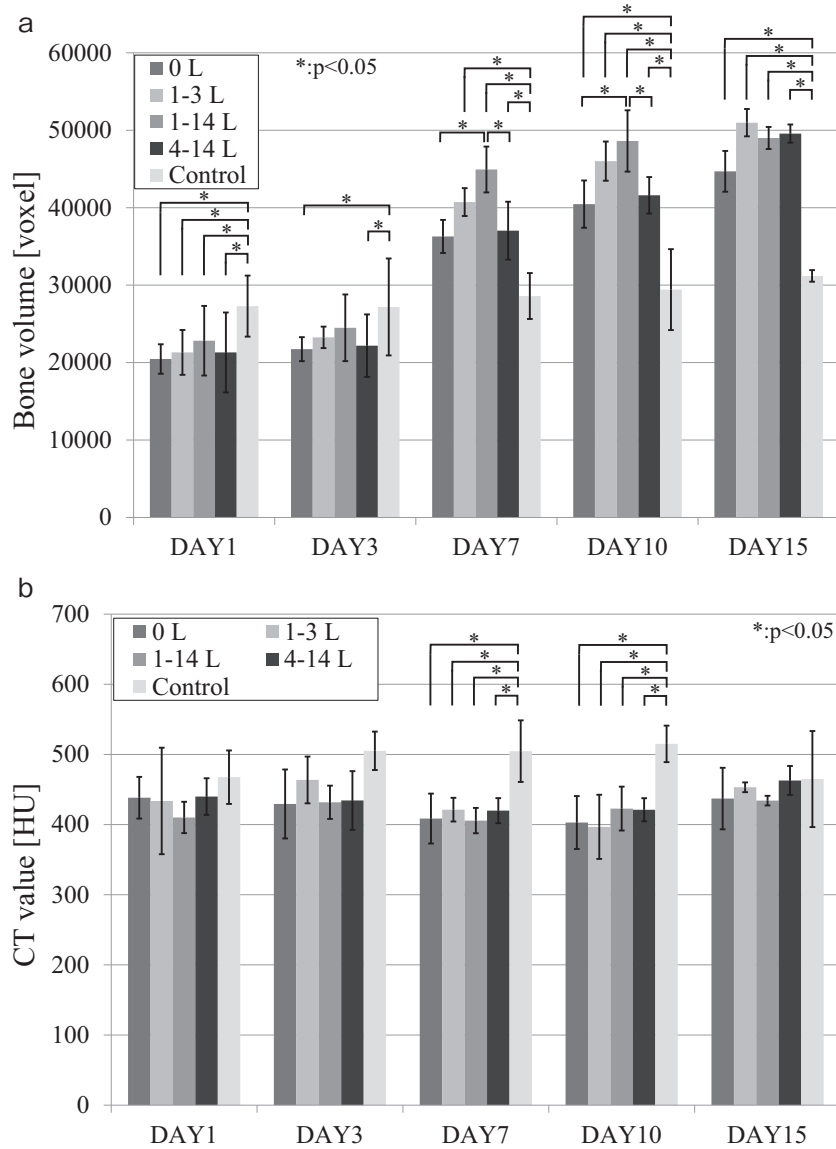 a
Bone volume [voxel]
60000
50000
40000
30000
20000
10000
0
0 L
1-3 L
1-14 L
4-14 L
Control
*:p<0.05
* * * *
* *
* * * * *
* * * * * *
* * * *
DAY1 DAY3 DAY7 DAY10 DAY15
b
CT value [HU]
700
600
500
400
300
200
100
0
0 L 1-3 L
1-14 L 4-14 L
Control
*:p<0.05
* * * *
* * * *
DAY1 DAY3 DAY7 DAY10 DAY15